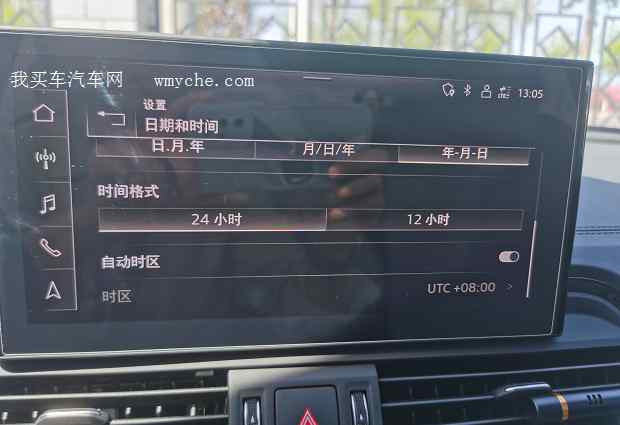 我买车汽车网 wmyche.com
13:05
设置
日期和时间
日.月.年 月/日/年 年-月-日
时间格式
24 小时 12 小时
自动时区
时区 UTC +08:00 >